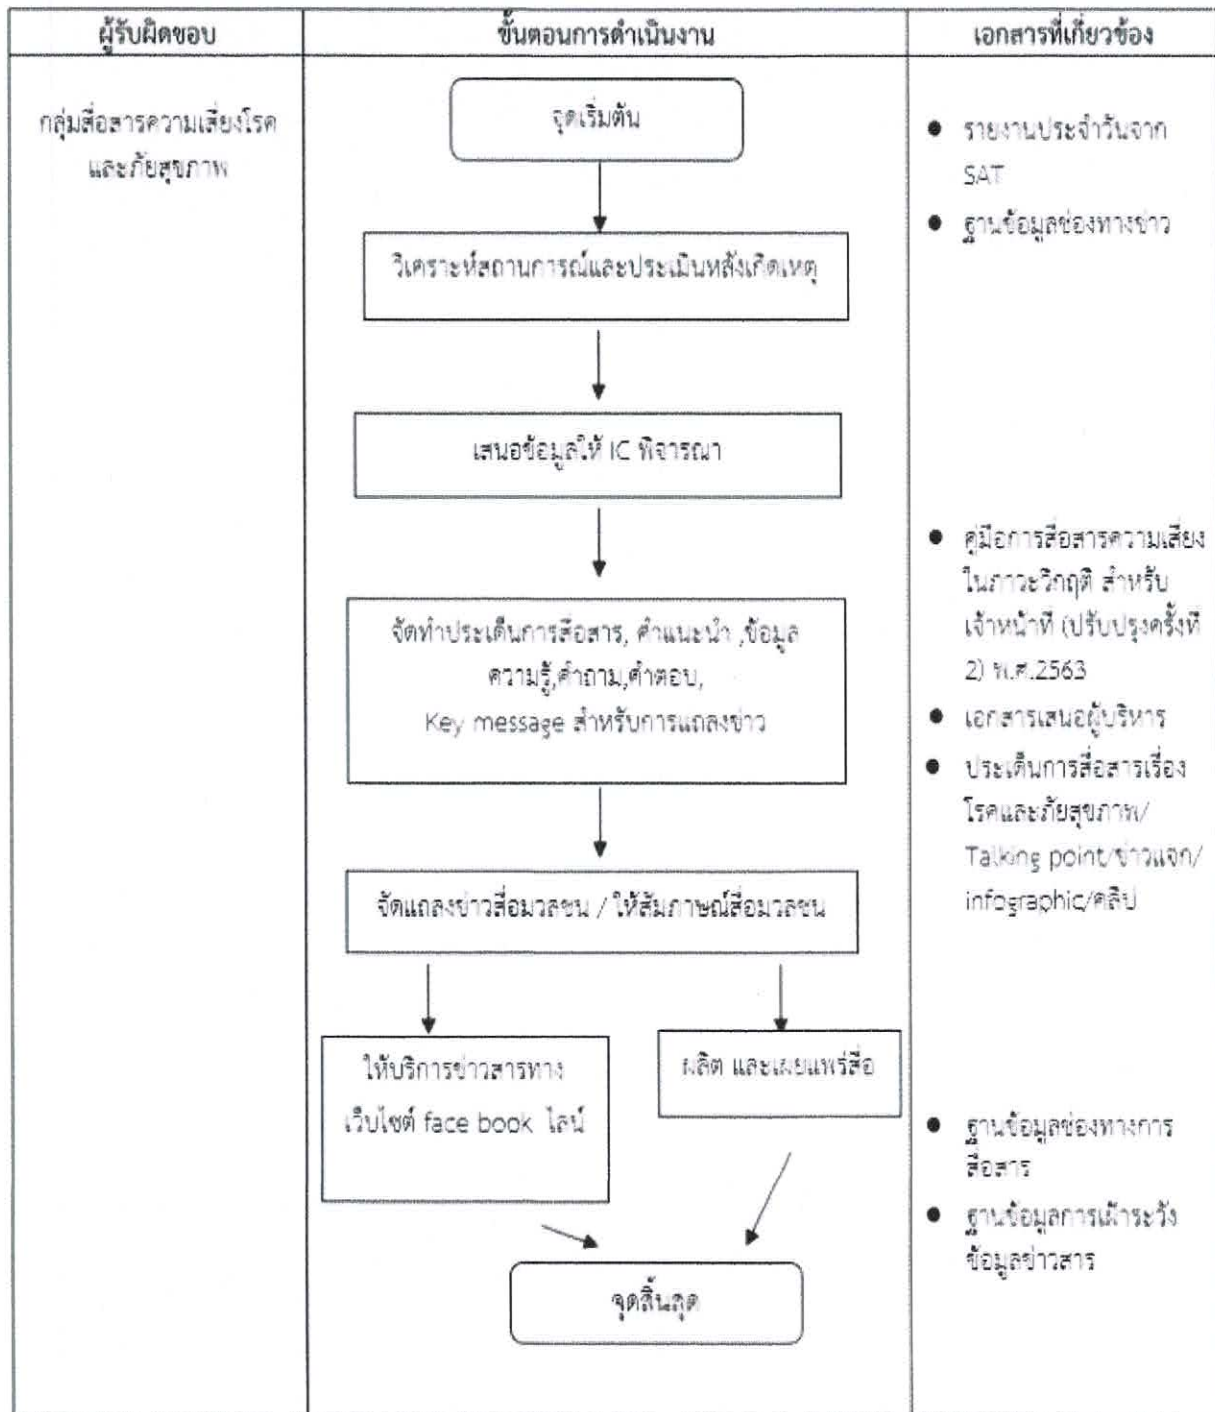 ผู้รับผิดชอบ
ขั้นตอนการดำเนินงาน
เอกสารที่เกี่ยวข้อง
กลุ่มสื่อสารความเสี่ยงโรค
และภัยสุขภาพ
จุดเริ่มต้น
วิเคราะห์สถานการณ์และประเมินหลังเกิดเหตุ
เสนอข้อมูลให้ IC พิจารณา
จัดทำประเด็นการสื่อสาร, คำแนะนำ ,ข้อมูล
ความรู้,คำถาม,คำตอบ,
Key message สำหรับการแถลงข่าว
จัดแถลงข่าวสื่อมวลชน / ให้สัมภาษณ์สื่อมวลชน
ให้บริการข่าวสารทาง
เว็บไซต์ face book ไลน์
ผลิต และเผยแพร่สื่อ
จุดสิ้นสุด
● รายงานประจำวันจาก
SAT
● ฐานข้อมูลช่องทางข่าว
● คู่มือการสื่อสารความเสี่ยง
ในภาวะวิกฤติ สำหรับ
เจ้าหน้าที่ (ปรับปรุงครั้งที่
2) พ.ศ.2563
● เอกสารเสนอผู้บริหาร
● ประเด็นการสื่อสารเรื่อง
โรคและภัยสุขภาพ/
Talking point/ข่าวแจก/
infographic/คลิป
● ฐานข้อมูลช่องทางการ
สื่อสาร
● ฐานข้อมูลการเฝ้าระวัง
ข้อมูลข่าวสาร